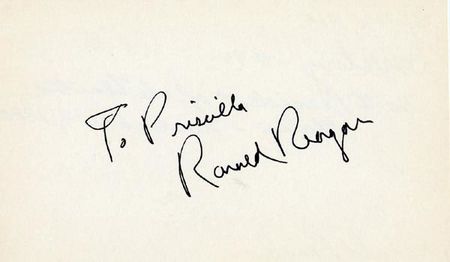 To Priscilla
Ronald Reagan